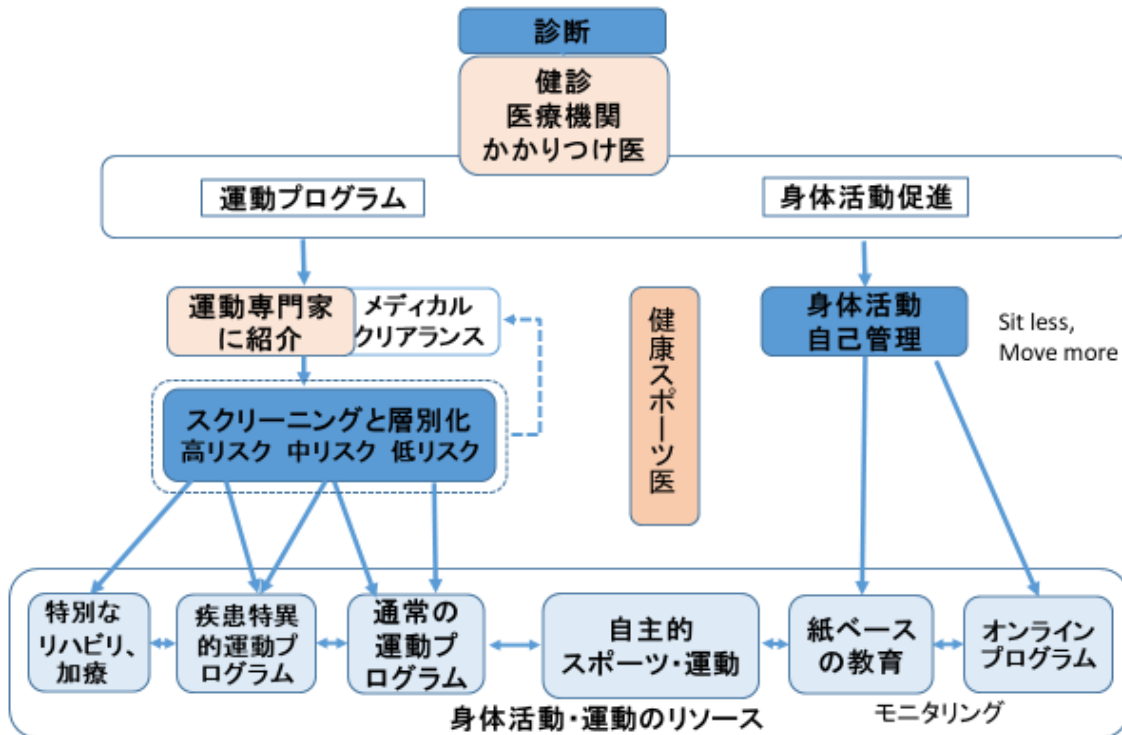 診断
健診
医療機関
かかりつけ医
運動プログラム
身体活動促進
運動専門家
に紹介
メディカル
クリアランス
健康スポーツ医
身体活動
自己管理
Sit less,
Move more
スクリーニングと層別化
高リスク 中リスク 低リスク
特別な
リハビリ、
加療
疾患特異
的運動プ
ログラム
通常の
運動プ
ログラム
自主的
スポーツ・運動
紙ベース
の教育
オンライン
プログラム
身体活動・運動のリソース
モニタリング